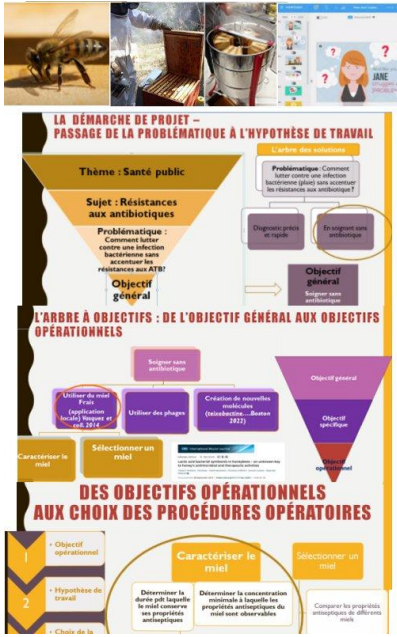 JANE
LA DÉMARCHE DE PROJET –
PASSAGE DE LA PROBLÉMATIQUE À L'HYPOTHÈSE DE TRAVAIL
Thème : Santé public
Sujet : Résistances
aux antibiotiques
Problématique :
Comment lutter
contre une infection
bactérienne sans
accentuer les
résistances aux ATB?
Objectif
général
L'arbre des solutions
Problématique : Comment
lutter contre une infection
bactérienne (plaie) sans accentuer
les résistances aux antibiotique ?
Diagnostic précis
et rapide
En soignant sans
antibiotique
Objectif
général
Soigner sans
antibiotique
L'ARBRE À OBJECTIFS : DE L'OBJECTIF GÉNÉRAL AUX OBJECTIFS
OPÉRATIONNELS
Soigner sans
antibiotique
Utiliser du miel
Frais
(application
locale) Vasquez et
coll. 2014
Utiliser des phages
Création de nouvelles
molécules
(teixobactine….Beaton
2022)
Caractériser le
miel
Sélectionner un
miel
Objectif général
Objectif
spécifique
Objectif
opérationnel
DES OBJECTIFS OPÉRATIONNELS
AUX CHOIX DES PROCÉDURES OPÉRATOIRES
1
• Objectif
opérationnel
2
• Hypothèse de
travail
• Choix de la
Caractériser le
miel
Déterminer la
durée pdt laquelle
le miel conserve
ses propriétés
antiseptiques
Déterminer la concentration
minimale à laquelle les
propriétés antiseptiques du
miel sont observables
Sélectionner un
miel
Comparer les propriétés
antiseptiques de différents
miels